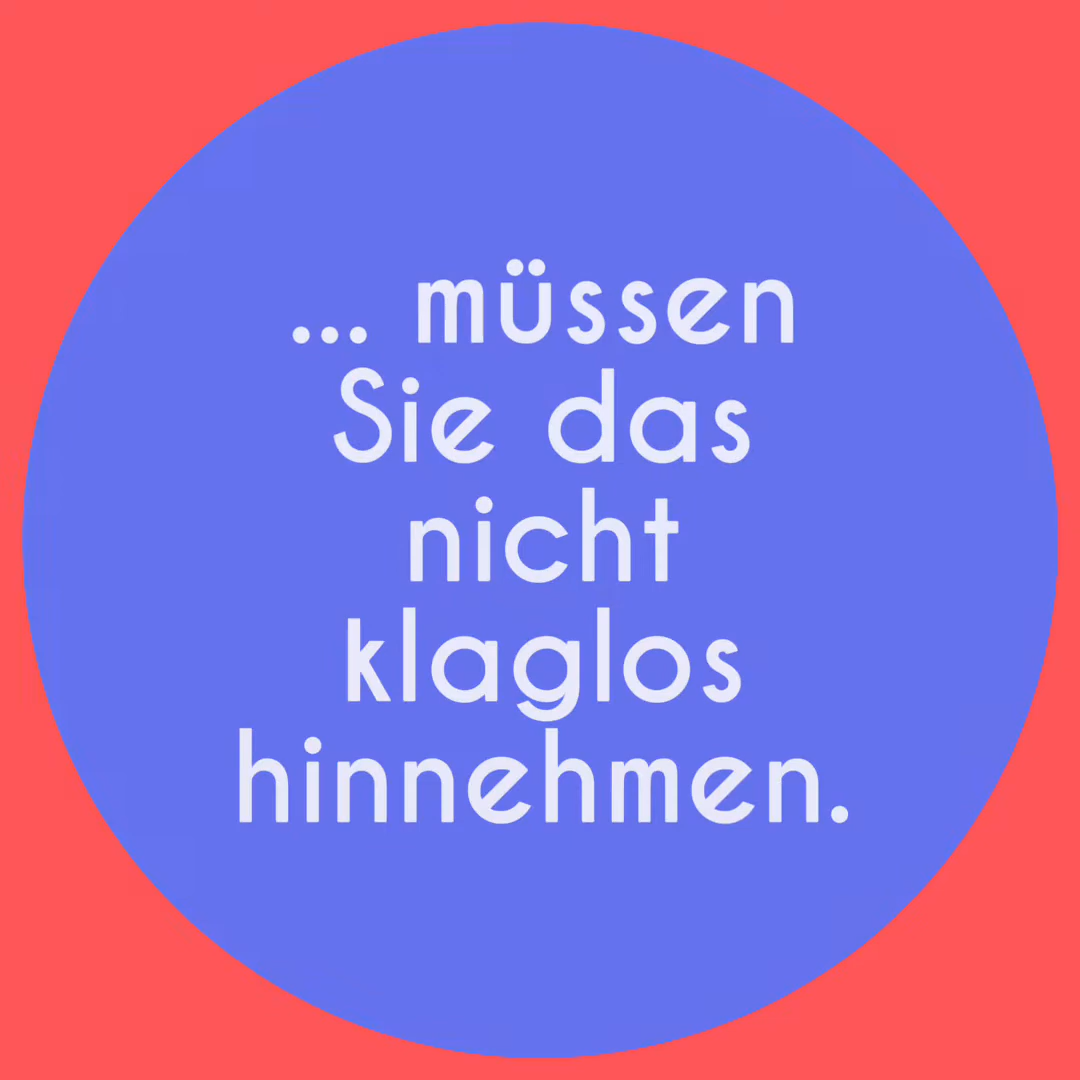 ... müssen
Sie das
nicht
klaglos
hinnehmen.